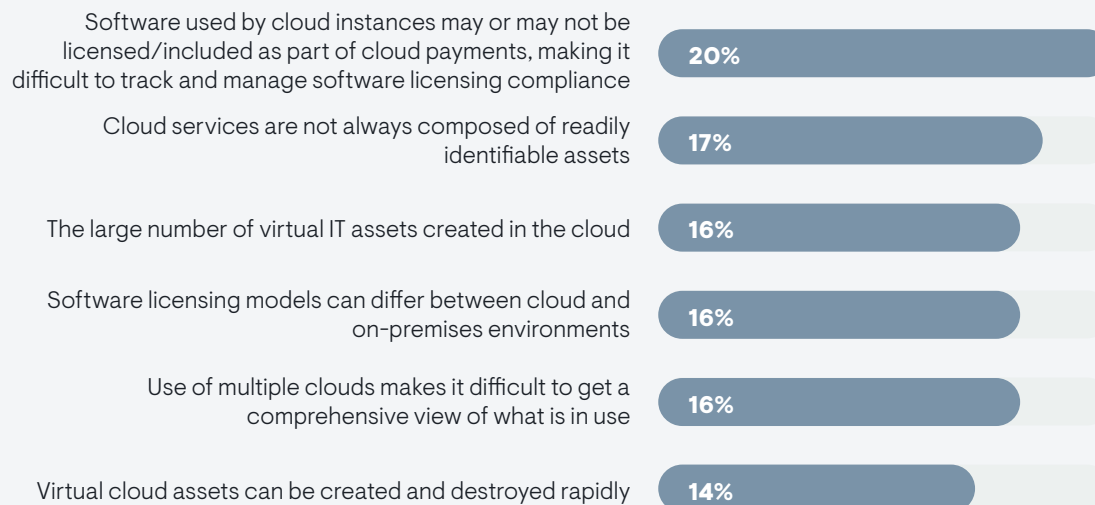 Software used by cloud instances may or may not be
licensed/included as part of cloud payments, making it
difficult to track and manage software licensing compliance
20%
Cloud services are not always composed of readily
identifiable assets
17%
The large number of virtual IT assets created in the cloud
16%
Software licensing models can differ between cloud and
on-premises environments
16%
Use of multiple clouds makes it difficult to get a
comprehensive view of what is in use
16%
Virtual cloud assets can be created and destroyed rapidly
14%